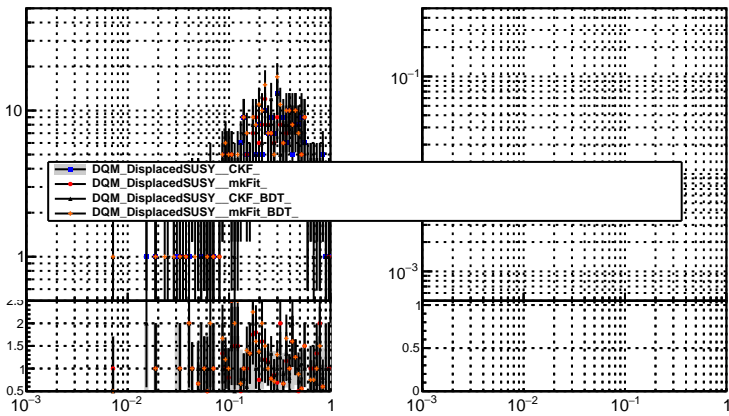 10
1
2.5
2
1.5
1
0.5
10⁻³ 10⁻² 10⁻¹ 1
DQM_DisplacedSUSY__CKF_
DQM_DisplacedSUSY__mkFit_
DQM_DisplacedSUSY__CKF_BDT_
DQM_DisplacedSUSY__mkFit_BDT_
10⁻¹
10⁻³
1
0.5
0
10⁻³ 10⁻² 10⁻¹ 1